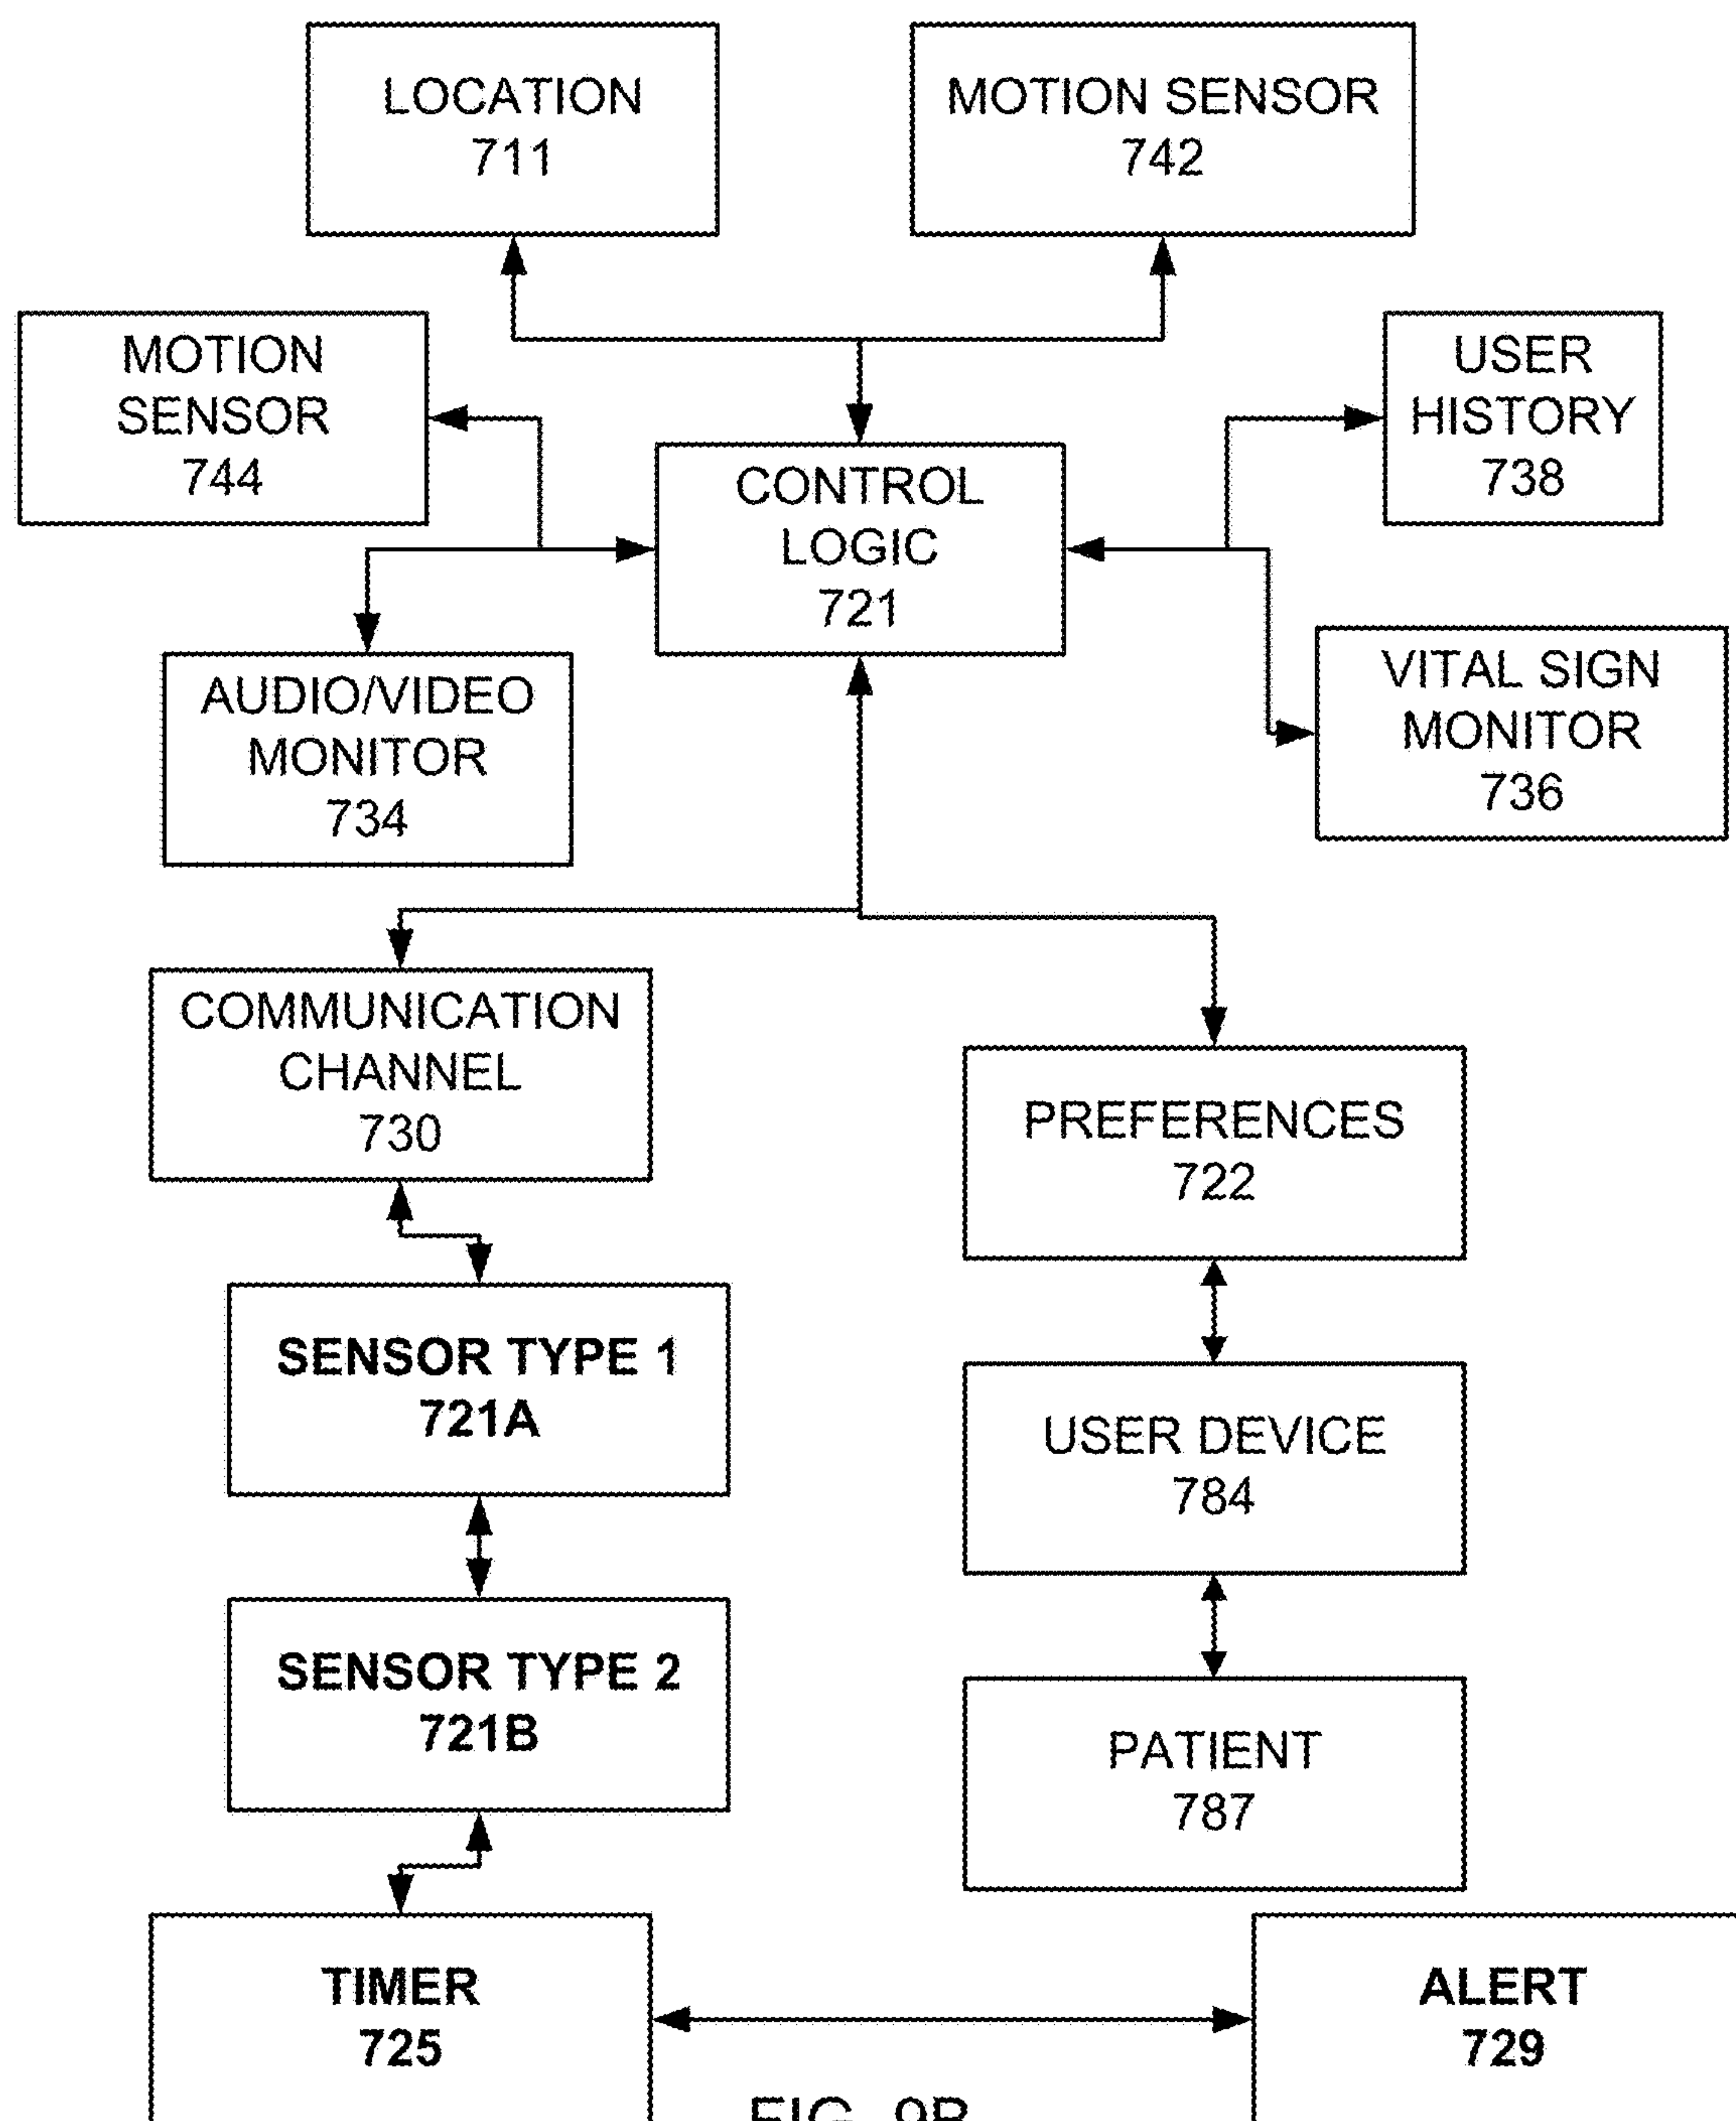 LOCATION
711
MOTION SENSOR
742
MOTION
SENSOR
744
USER
HISTORY
738
CONTROL
LOGIC
721
AUDIO/VIDEO
MONITOR
734
VITAL SIGN
MONITOR
736
COMMUNICATION
CHANNEL
730
PREFERENCES
722
SENSOR TYPE 1
721A
USER DEVICE
784
SENSOR TYPE 2
721B
PATIENT
787
TIMER
725
ALERT
729
FIG. 9B